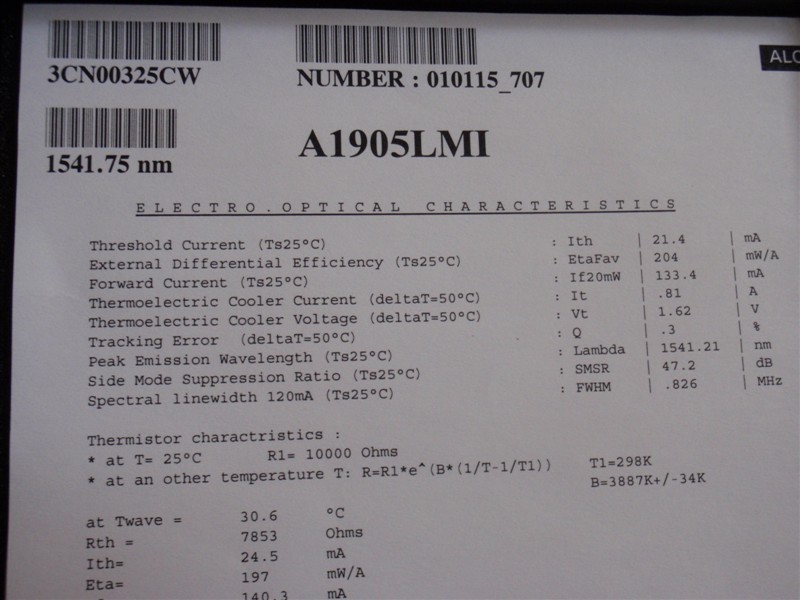 3CN00325CW NUMBER : 010115_707
ALC
1541.75 nm A1905LMI
ELECTRO.OPTICAL CHARACTERISTICS
Threshold Current (Ts25°C) : Ith | 21.4 | mA
External Differential Efficiency (Ts25°C) : EtaFav | 204 | mW/A
Forward Current (Ts25°C) : If20mW | 133.4 | mA
Thermoelectric Cooler Current (deltaT=50°C) : It | .81 | A
Thermoelectric Cooler Voltage (deltaT=50°C) : Vt | 1.62 | V
Tracking Error (deltaT=50°C) : Q | .3 | %
Peak Emission Wavelength (Ts25°C) : Lambda | 1541.21 | nm
Side Mode Suppression Ratio (Ts25°C) : SMSR | 47.2 | dB
Spectral linewidth 120mA (Ts25°C) : FWHM | .826 | MHz
Thermistor charactristics :
* at T= 25°C R1= 10000 Ohms T1=298K
* at an other temperature T: R=R1*e^(B*(1/T-1/T1)) B=3887K+/-34K
at Twave = 30.6 °C
Rth = 7853 Ohms
Ith= 24.5 mA
Eta= 197 mW/A
140.3 mA